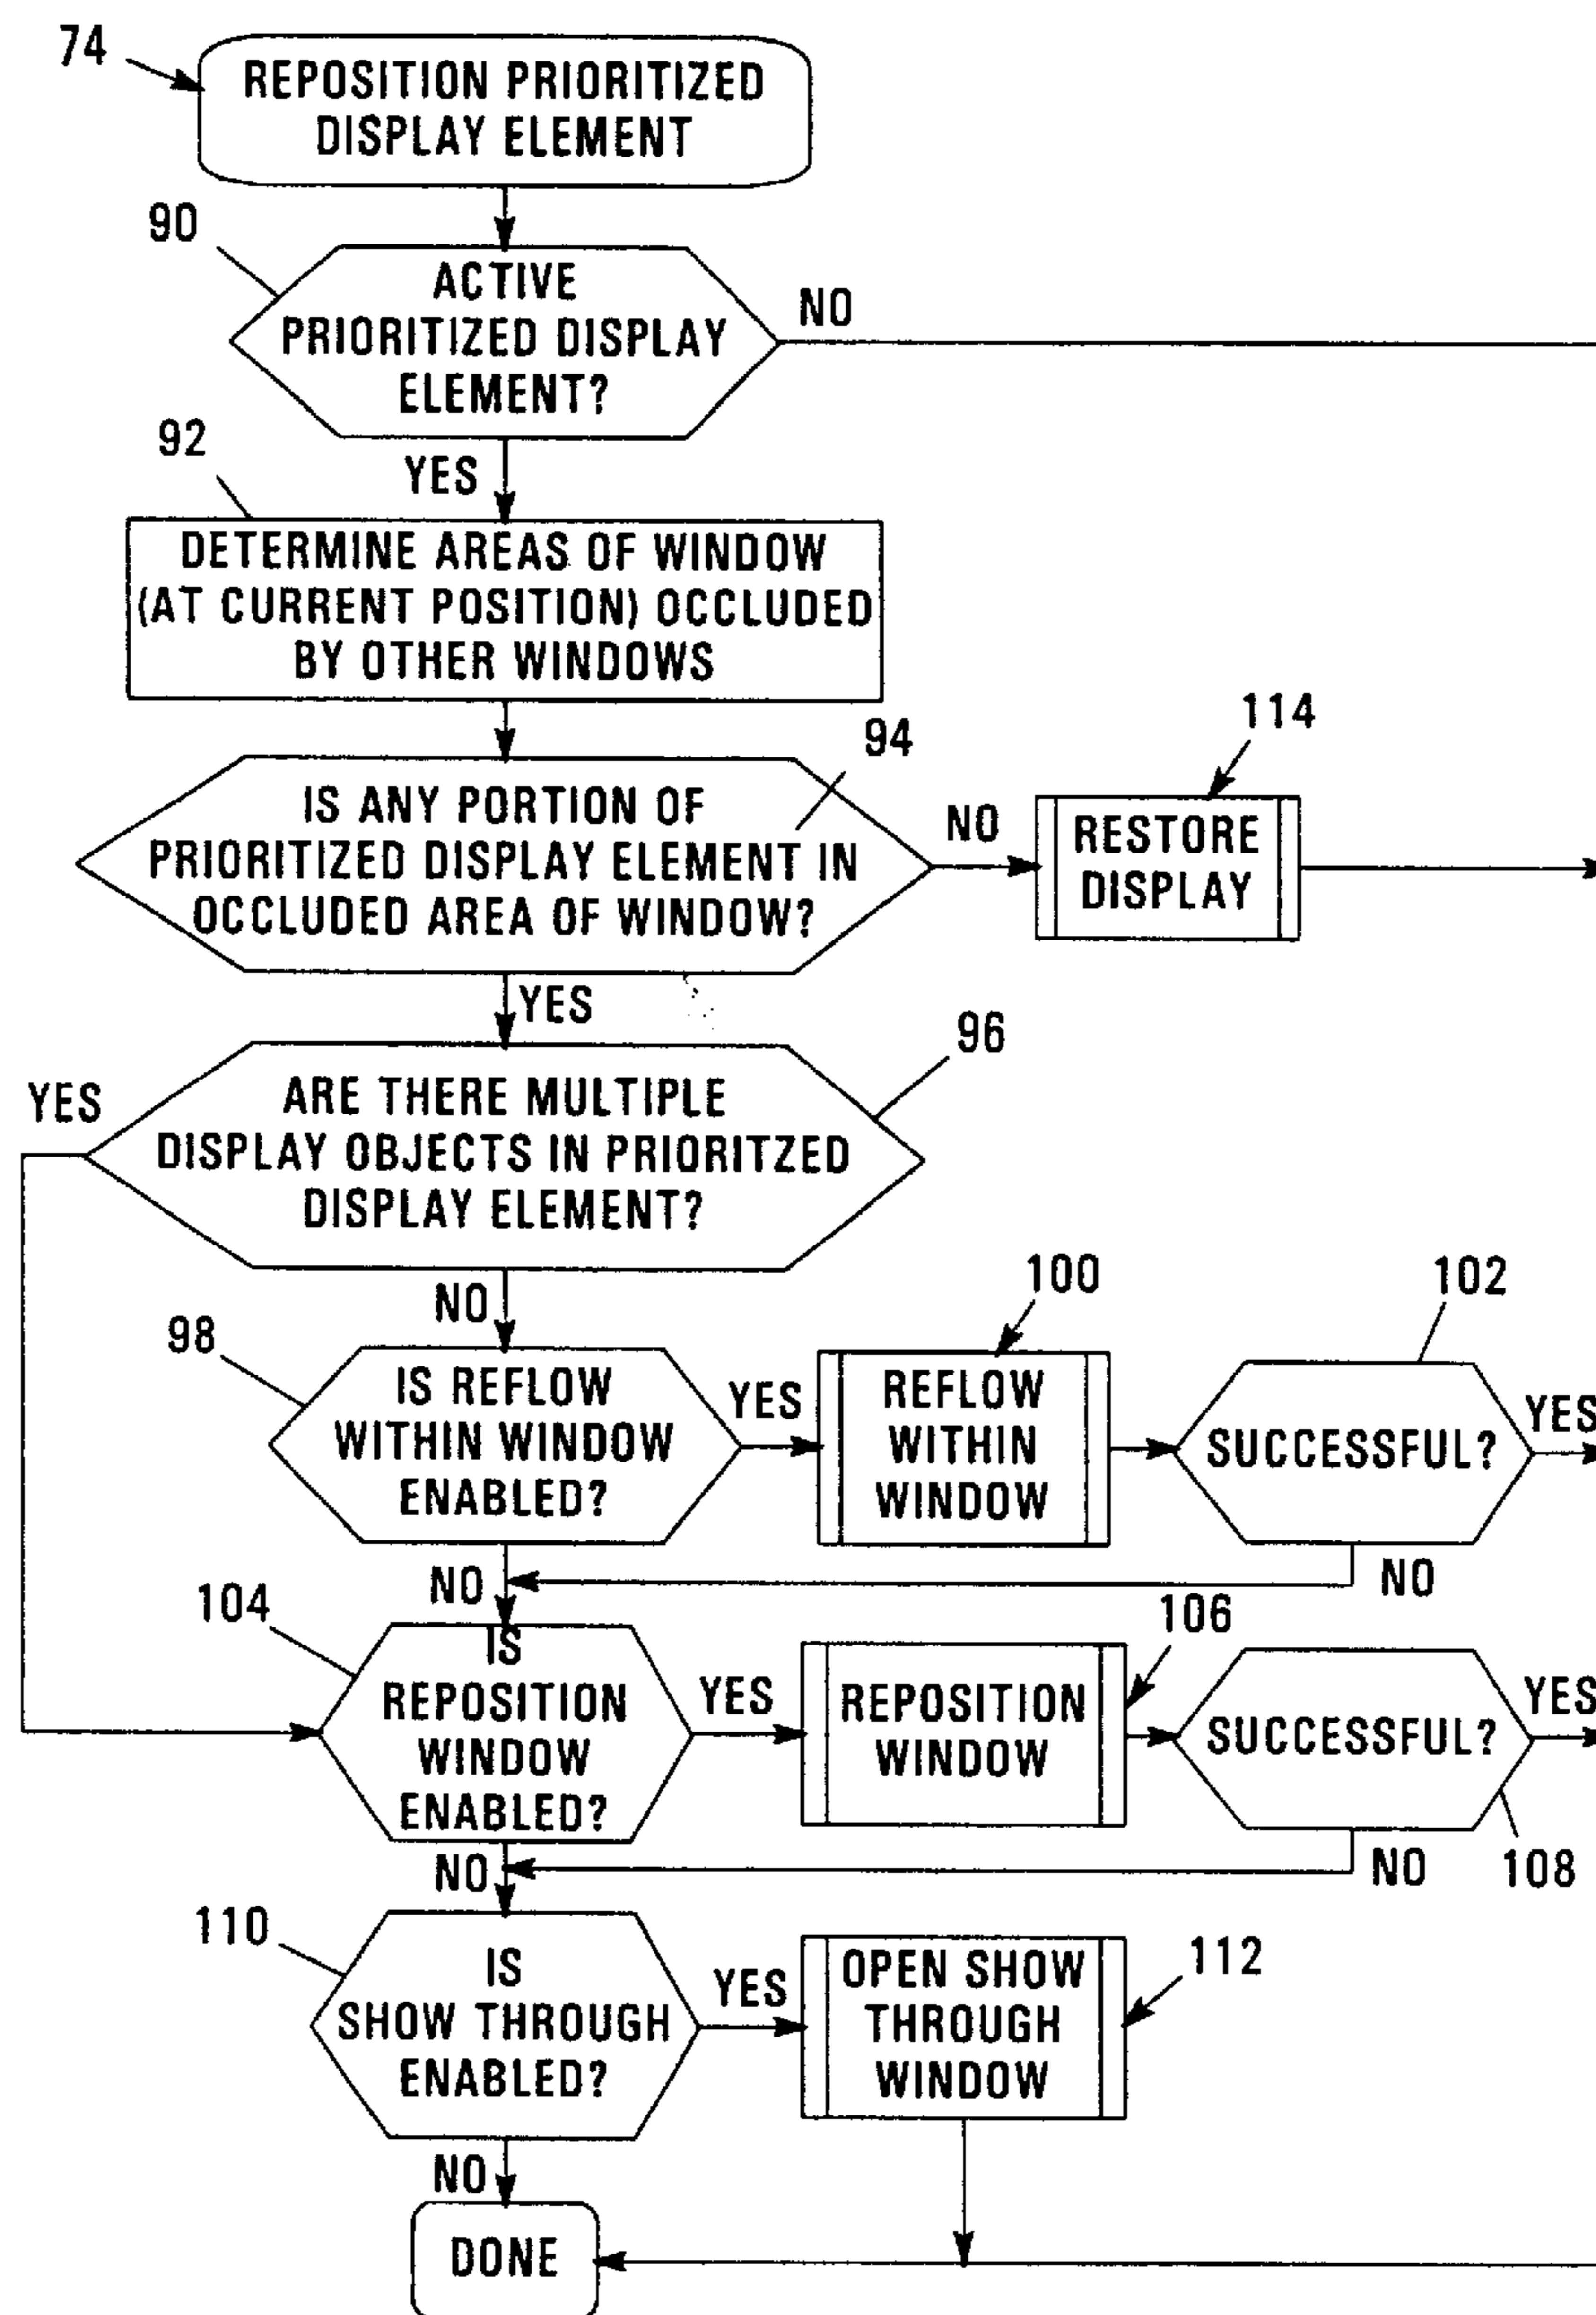 74
REPOSITION PRIORITIZED
DISPLAY ELEMENT
90
ACTIVE
PRIORITIZED DISPLAY
ELEMENT?
NO
YES
92
DETERMINE AREAS OF WINDOW
(AT CURRENT POSITION) OCCLUDED
BY OTHER WINDOWS
94
IS ANY PORTION OF
PRIORITIZED DISPLAY ELEMENT IN
OCCLUDED AREA OF WINDOW?
NO
114
RESTORE
DISPLAY
YES
96
YES
ARE THERE MULTIPLE
DISPLAY OBJECTS IN PRIORITZED
DISPLAY ELEMENT?
NO
98
IS REFLOW
WITHIN WINDOW
ENABLED?
YES
100
REFLOW
WITHIN
WINDOW
102
SUCCESSFUL?
YES
NO
NO
104
IS
REPOSITION
WINDOW
ENABLED?
YES
106
REPOSITION
WINDOW
SUCCESSFUL?
YES
108
NO
NO
110
IS
SHOW THROUGH
ENABLED?
YES
112
OPEN SHOW
THROUGH
WINDOW
NO
DONE